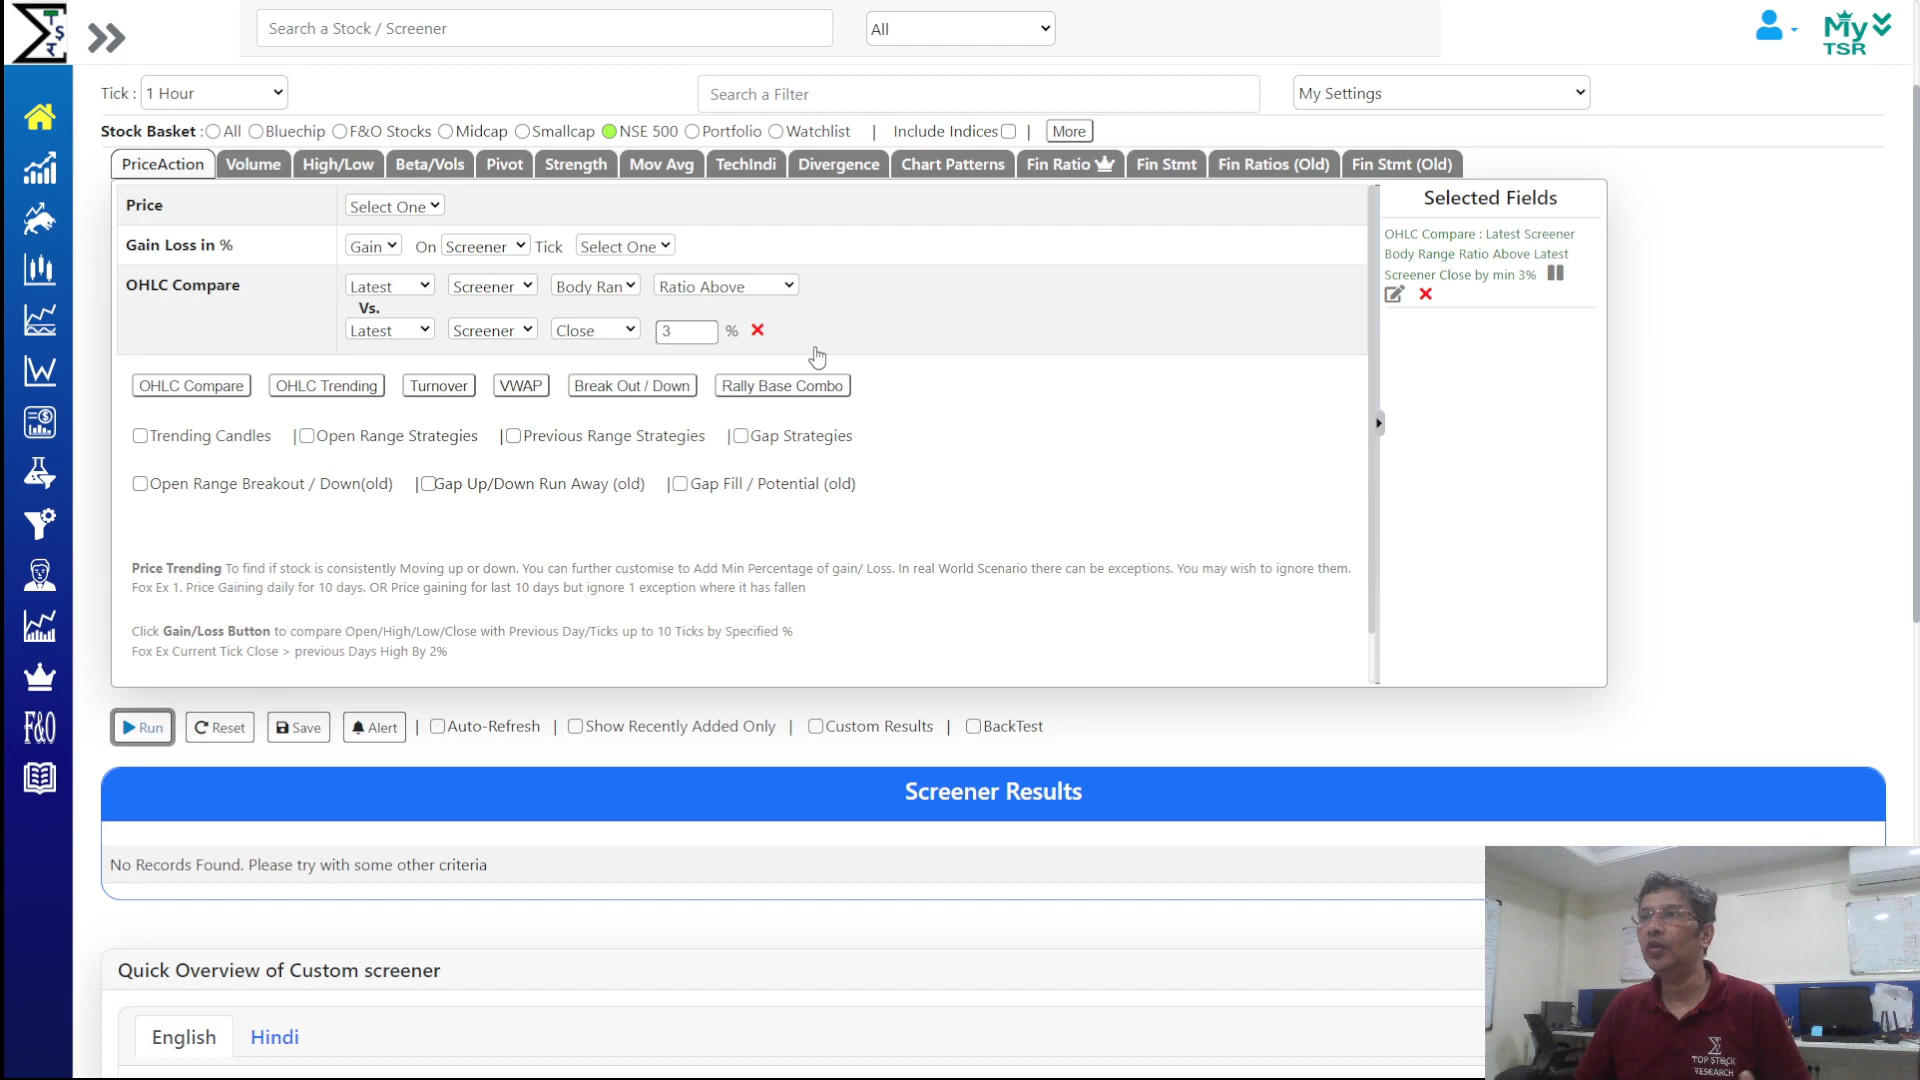 Search a Stock / Screener
All
My
TSR
Tick : 1 Hour
Search a Filter
My Settings
Stock Basket : All Bluechip F&O Stocks Midcap Smallcap NSE 500 Portfolio Watchlist | Include Indices | More
PriceAction Volume High/Low Beta/Vols Pivot Strength Mov Avg TechIndi Divergence Chart Patterns Fin Ratio Fin Stmt Fin Ratios (Old) Fin Stmt (Old)
Price Select One
Gain Loss in % Gain On Screener Tick Select One
OHLC Compare Latest Screener Body Ran Ratio Above
Vs.
Latest Screener Close 3 %
OHLC Compare OHLC Trending Turnover VWAP Break Out / Down Rally Base Combo
Trending Candles | Open Range Strategies | Previous Range Strategies | Gap Strategies
Open Range Breakout / Down(old) | Gap Up/Down Run Away (old) | Gap Fill / Potential (old)
Price Trending To find if stock is consistently Moving up or down. You can further customise to Add Min Percentage of gain/ Loss. In real World Scenario there can be exceptions. You may wish to ignore them.
Fox Ex 1. Price Gaining daily for 10 days. OR Price gaining for last 10 days but ignore 1 exception where it has fallen
Click Gain/Loss Button to compare Open/High/Low/Close with Previous Day/Ticks up to 10 Ticks by Specified %
Fox Ex Current Tick Close > previous Days High By 2%
Selected Fields
OHLC Compare : Latest Screener
Body Range Ratio Above Latest
Screener Close by min 3%
Run Reset Save Alert | Auto-Refresh | Show Recently Added Only | Custom Results | BackTest
Screener Results
No Records Found. Please try with some other criteria
Quick Overview of Custom screener
English Hindi
F&O
TOP STOCK
RESEARCH